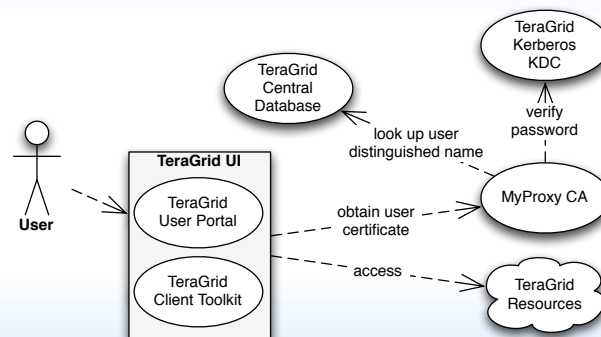 TeraGrid
Kerberos
KDC
TeraGrid
Central
Database
verify
password
look up user
distinguished name
TeraGrid UI
TeraGrid
User Portal
User
obtain user
certificate
MyProxy CA
access
TeraGrid
Client Toolkit
TeraGrid
Resources